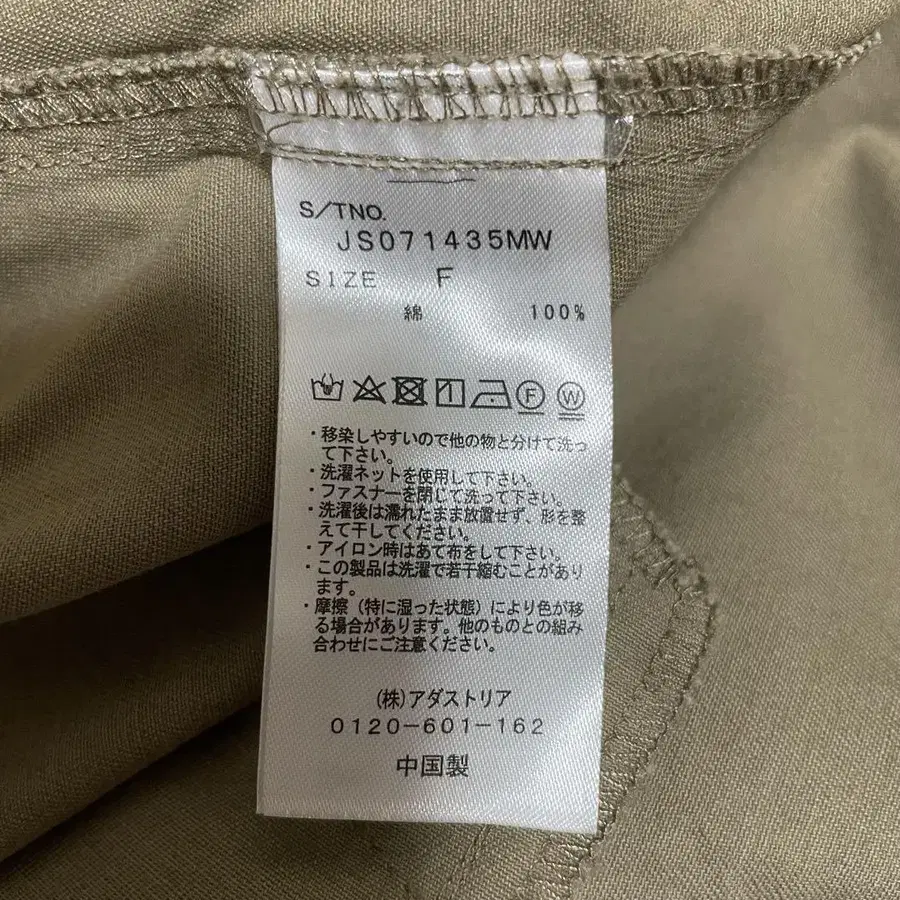 S/TNO.
JS071435MW
SIZE F
綿 100%
F W
・移染しやすいので他の物と分けて洗っ
て下さい。
・洗濯ネットを使用して下さい。
・ファスナーを閉じて洗って下さい。
・洗濯後は濡れたまま放置せず、形を整
えて干してください。
・アイロン時はあて布をして下さい。
・この製品は洗濯で若干縮むことがあり
ます。
・摩擦（特に湿った状態）により色が移
る場合があります。他のものとの組み
合わせにご注意ください。
(株)アダストリア
0120-601-162
中国製